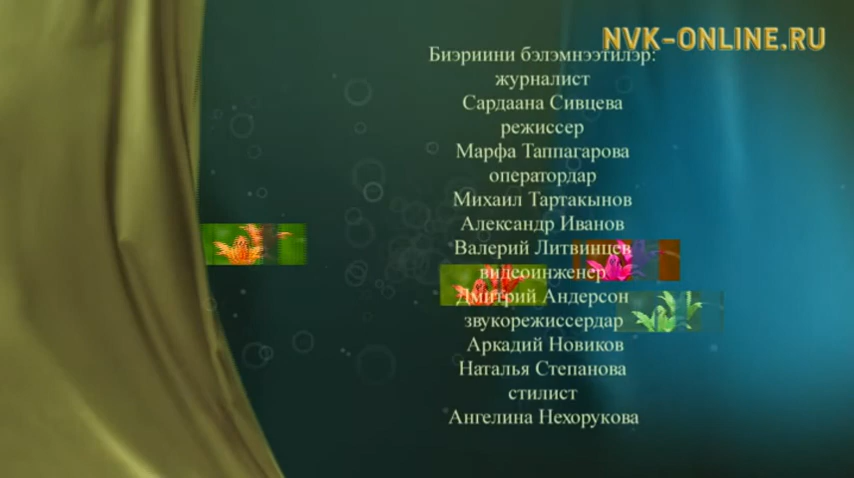 NVK-ONLINE.RU
Биэриини бэлэмнээтилэр:
журналист
Сардаана Сивцева
режиссер
Марфа Таппагарова
оператордар
Михаил Тартакынов
Александр Иванов
Валерий Литвинцев
видеоинженер
Дмитрий Андерсон
звукорежиссердар
Аркадий Новиков
Наталья Степанова
стилист
Ангелина Нехорукова